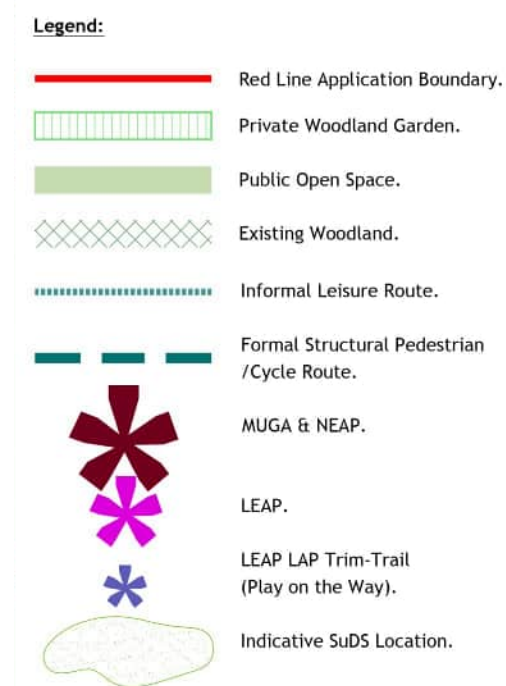 Legend:
Red Line Application Boundary.
Private Woodland Garden.
Public Open Space.
Existing Woodland.
Informal Leisure Route.
Formal Structural Pedestrian
/Cycle Route.
MUGA & NEAP.
LEAP.
LEAP LAP Trim-Trail
(Play on the Way).
Indicative SuDS Location.